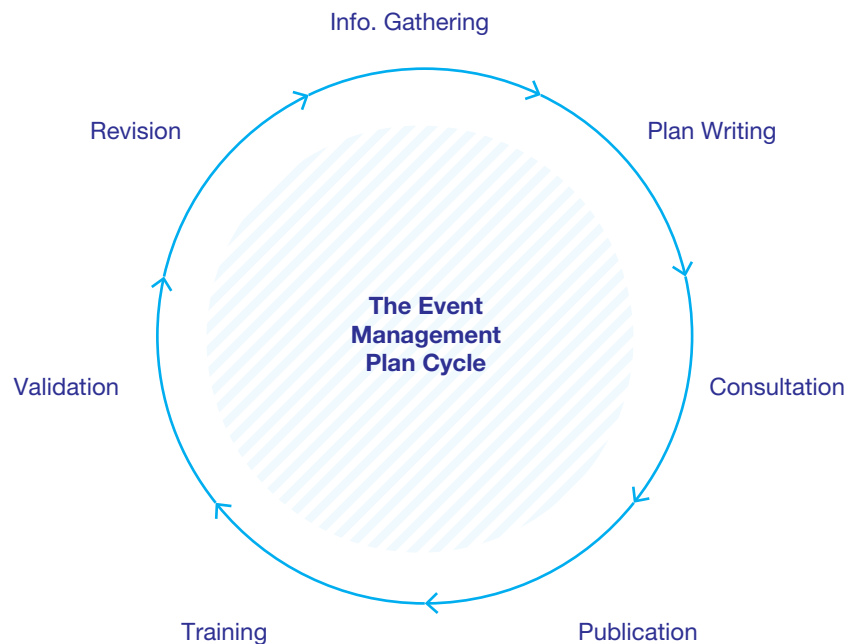 Info. Gathering
Plan Writing
Consultation
Publication
Training
Validation
Revision
The Event
Management
Plan Cycle